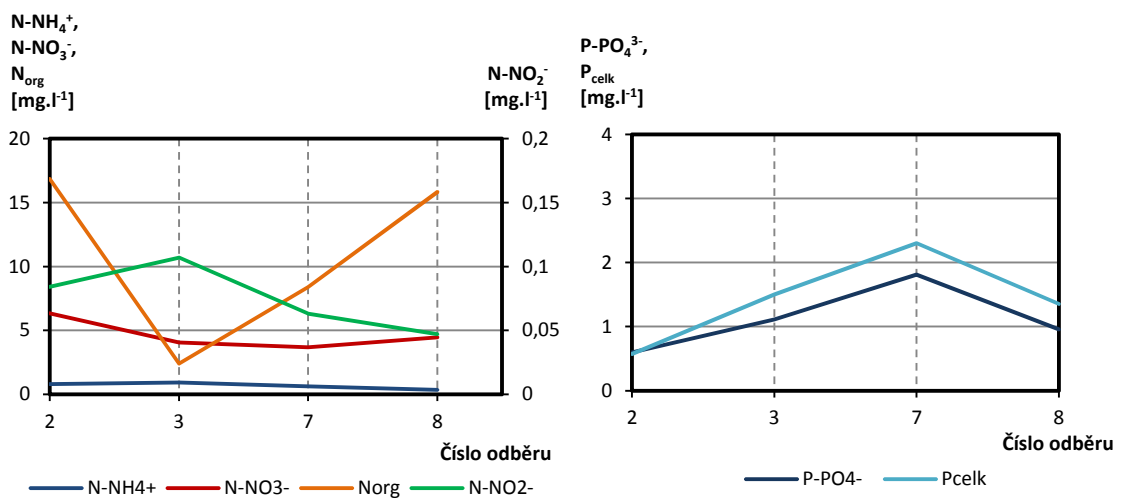 N-NH₄⁺,
N-NO₃⁻,
N_org
[mg.l⁻¹]
N-NO₂⁻
[mg.l⁻¹]
20
15
10
5
0
0,2
0,15
0,1
0,05
0
2 3 7 8
Číslo odběru
N-NH4+ N-NO3- Norg N-NO2-
P-PO₄³⁻,
P_celk
[mg.l⁻¹]
4
3
2
1
0
2 3 7 8
Číslo odběru
P-PO4- Pcelk